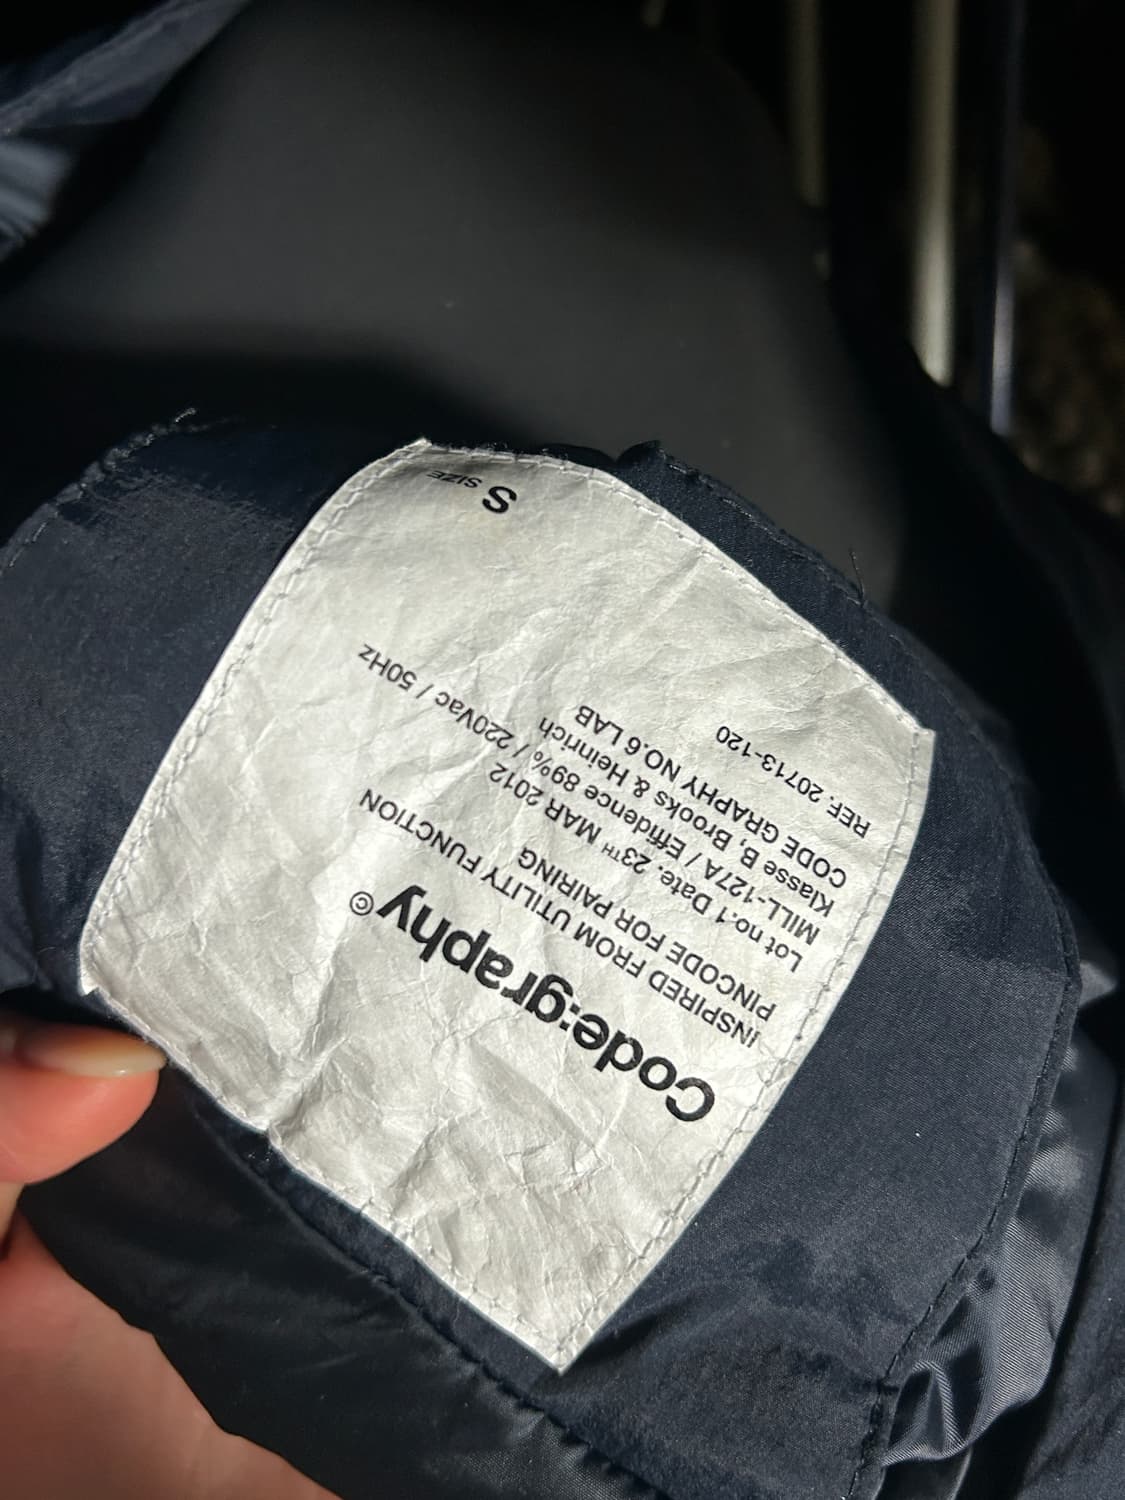 Code:graphy©
INSPIRED FROM UTILITY FUNCTION
PINCODE FOR PAIRING
Lot no.1 Date. 23TH MAR 2012
MILL-127A / Effidence 89% / 220Vac / 50Hz
Klasse B, Brooks & Heinrich
CODE GRAPHY NO.6 LAB
REF. 20713-120
S SIZE